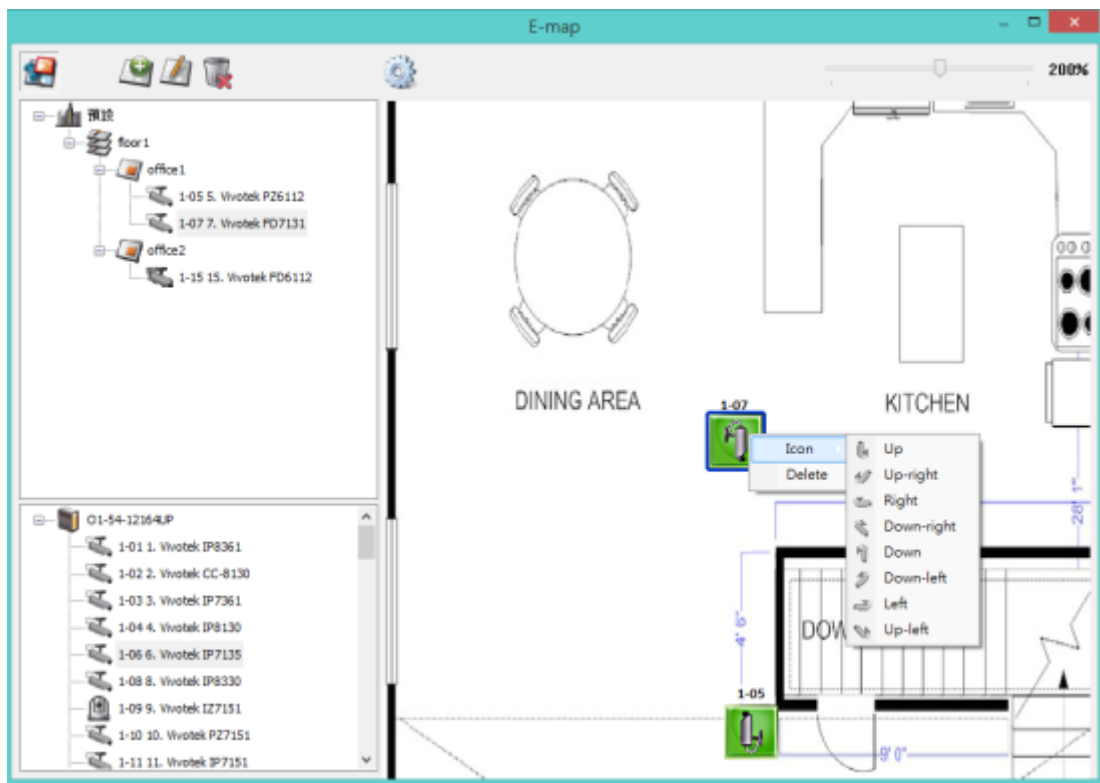 E-map
200%
預設
floor1
office1
1-05 5. Vivotek PZ6112
1-07 7. Vivotek FD7131
office2
1-15 15. Vivotek FD6112
01-54-12164UP
1-01 1. Vivotek IP8361
1-02 2. Vivotek CC-8130
1-03 3. Vivotek IP7361
1-04 4. Vivotek IP8130
1-06 6. Vivotek IP7135
1-08 8. Vivotek IP8330
1-09 9. Vivotek IZ7151
1-10 10. Vivotek PZ7151
1-11 11. Vivotek IP7151
DINING AREA
KITCHEN
1-07
Icon
Delete
Up
Up-right
Right
Down-right
Down
Down-left
Left
Up-left
28' 1"
4' 6"
DOW
1-05
9' 0"